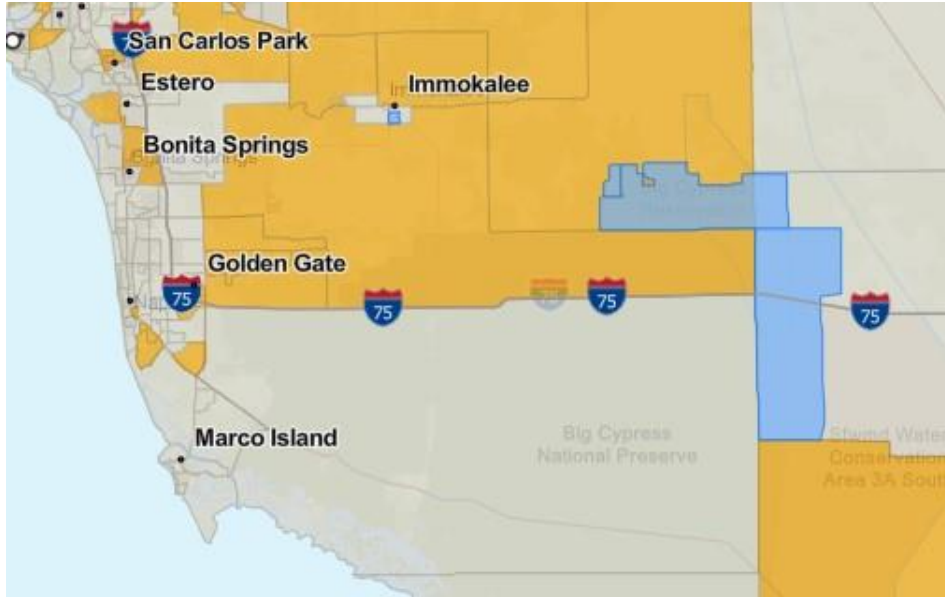 75
San Carlos Park
Estero
Immokalee
Bonita Springs
Bonita Springs
Golden Gate
75
75
75
75
Marco Island
Big Cypress
National Preserve
Sfwmd Water
Conservation
Area 3A South